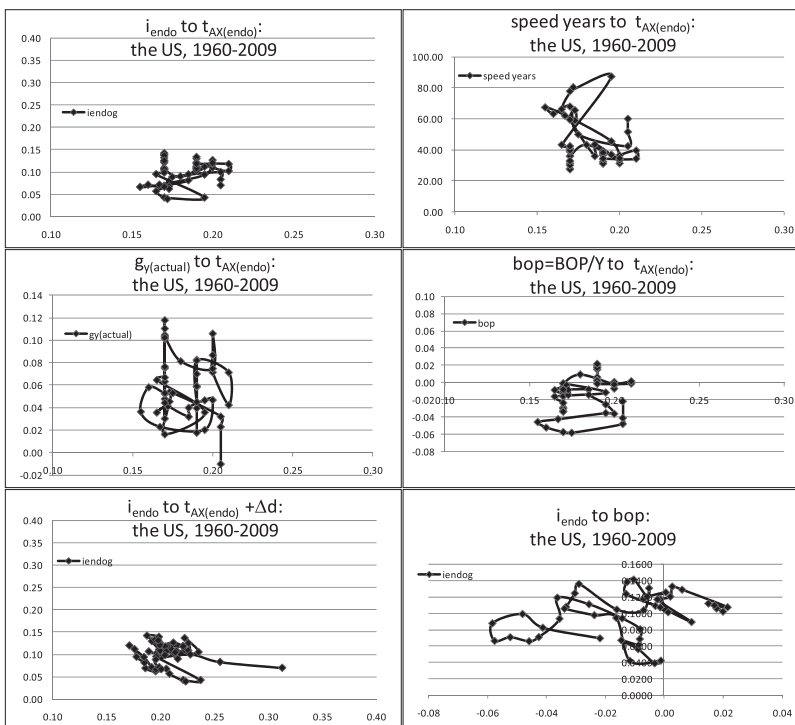 i_endo to t_AX(endo):
the US, 1960-2009
0.40
0.35
0.30
0.25
iendog
0.20
0.15
0.10
0.05
0.00
0.10 0.15 0.20 0.25 0.30
speed years to t_AX(endo):
the US, 1960-2009
100.00
speed years
80.00
60.00
40.00
20.00
0.00
0.10 0.15 0.20 0.25 0.30
g_y(actual) to t_AX(endo):
the US, 1960-2009
0.14
0.12
0.10
gy(actual)
0.08
0.06
0.04
0.02
0.00
-0.02 0.10 0.15 0.20 0.25 0.30
bop=BOP/Y to t_AX(endo):
the US, 1960-2009
0.10
0.08
bop
0.06
0.04
0.02
0.00
-0.02 0.10 0.15 0.20 0.25 0.30
-0.04
-0.06
-0.08
i_endo to t_AX(endo) +Δd:
the US, 1960-2009
0.40
0.35
iendog
0.30
0.25
0.20
0.15
0.10
0.05
0.00
0.10 0.15 0.20 0.25 0.30 0.35 0.40
i_endo to bop:
the US, 1960-2009
0.1600
iendog
0.1400
0.1200
0.1000
0.0800
0.0600
0.0400
0.0200
0.0000
-0.08 -0.06 -0.04 -0.02 0.00 0.02 0.04